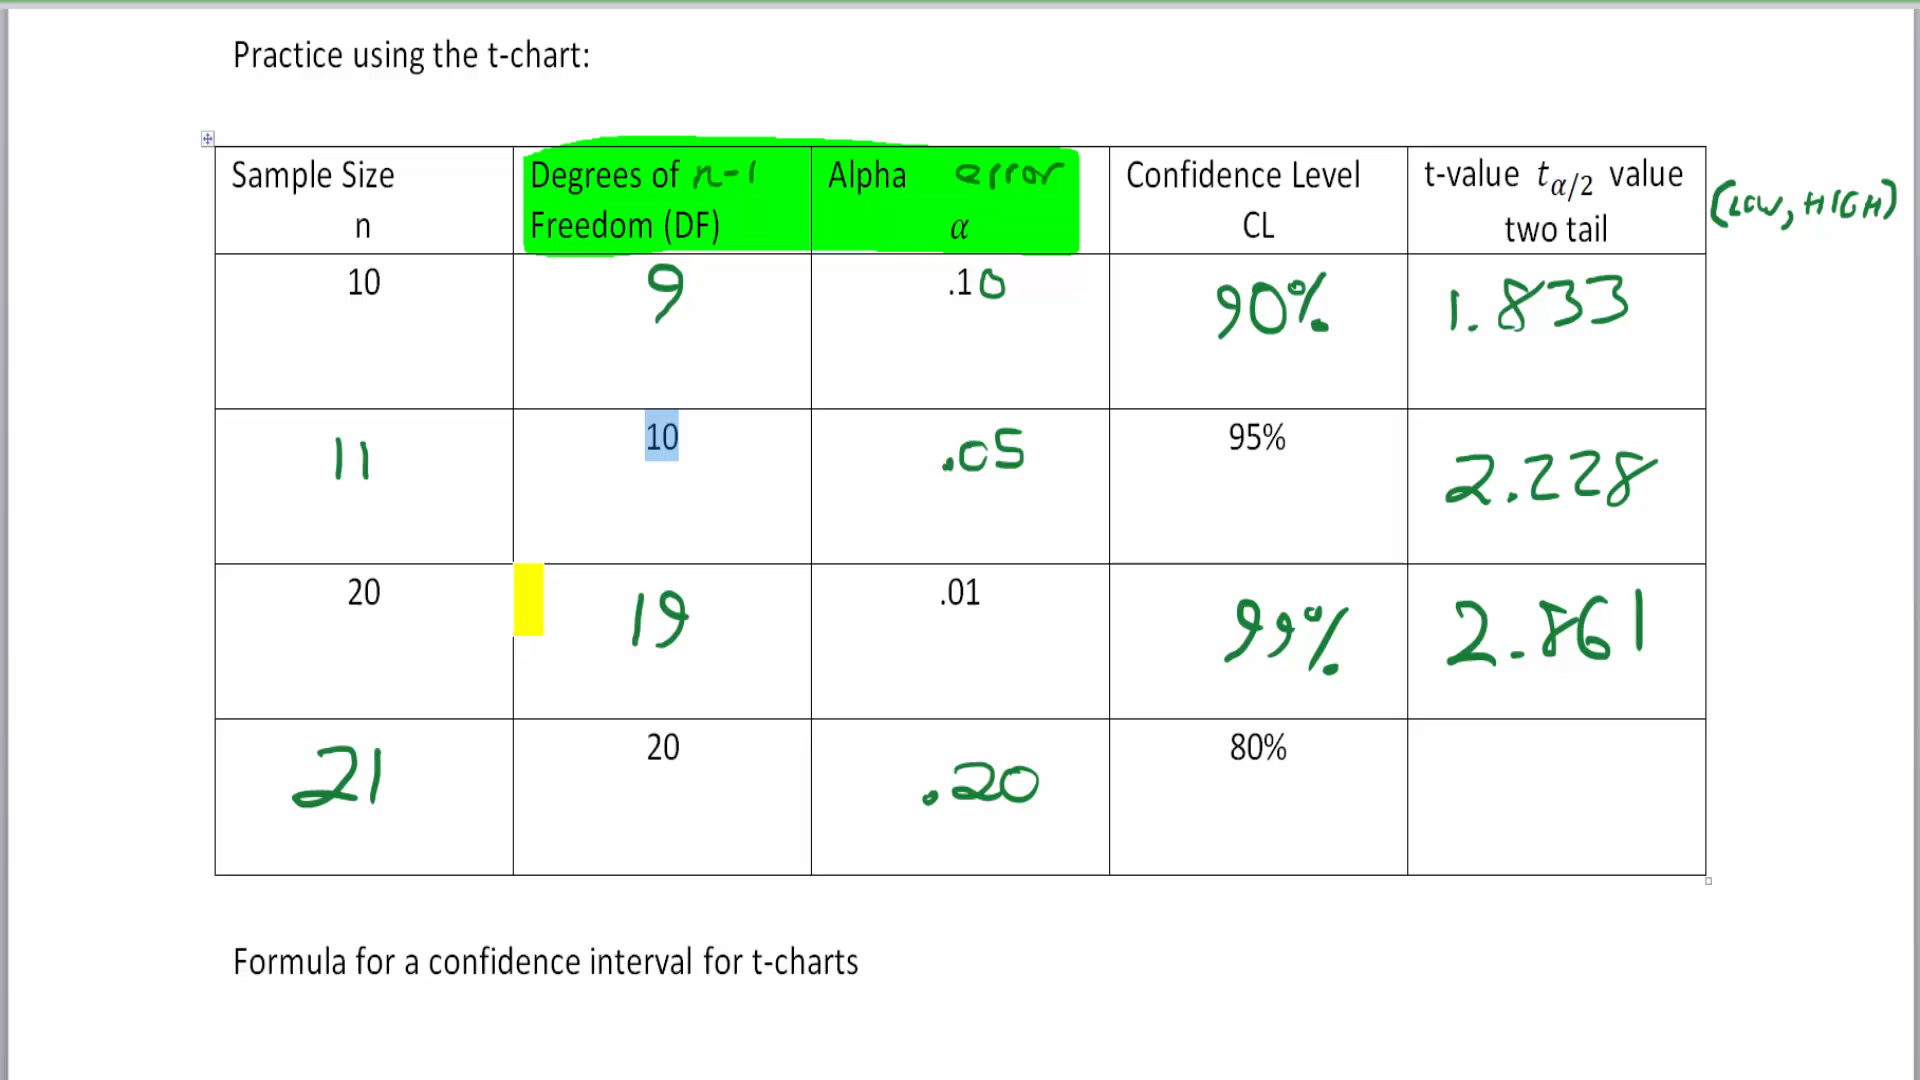 Practice using the t-chart:
Sample Size
n
Degrees of n-1
Freedom (DF)
Alpha error
α
Confidence Level
CL
t-value tα/2 value
two tail
(LOW, HIGH)
10
9
.10
90%
1.833
11
10
.05
95%
2.228
20
19
.01
99%
2.861
21
20
.20
80%
Formula for a confidence interval for t-charts